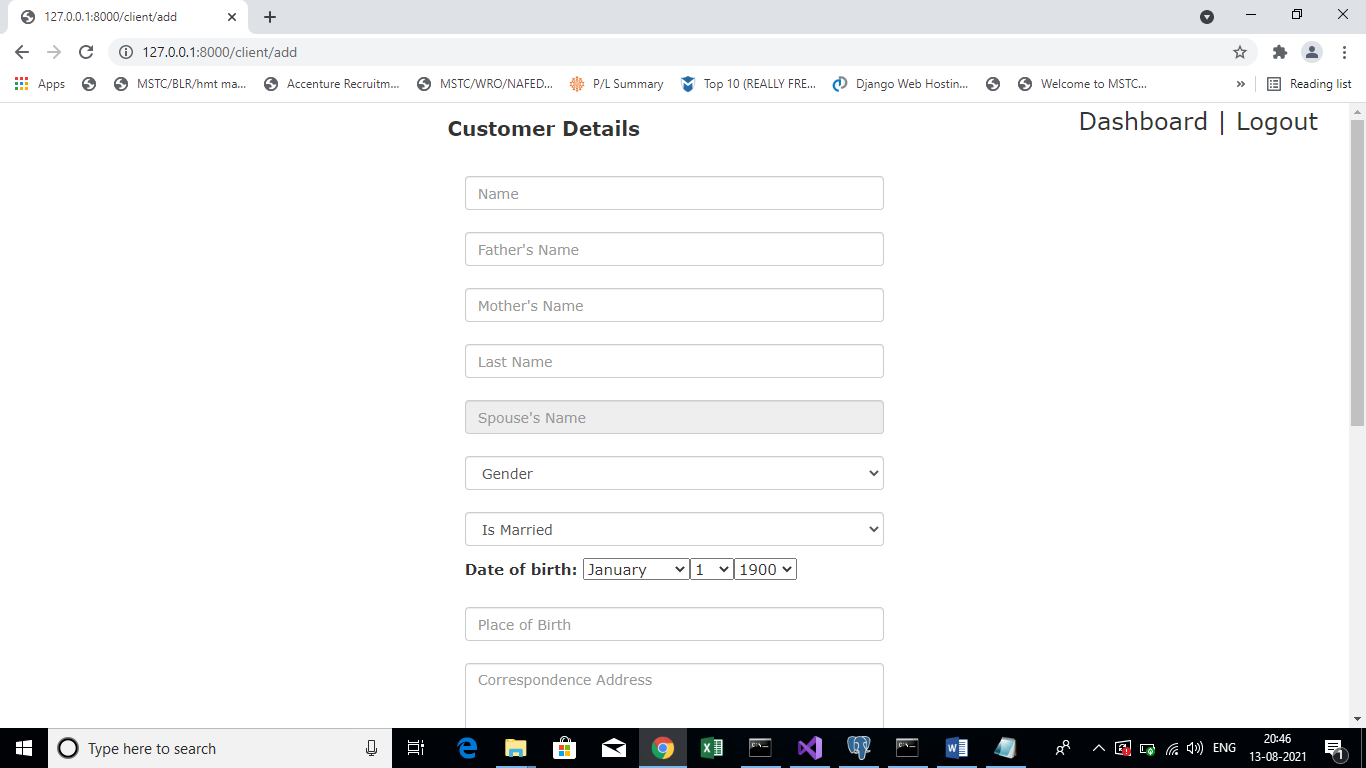 127.0.0.1:8000/client/add
127.0.0.1:8000/client/add
Apps MSTC/BLR/hmt ma... Accenture Recruitm... MSTC/WRO/NAFED... P/L Summary Top 10 (REALLY FRE... Django Web Hostin... Welcome to MSTC... » Reading list
Dashboard | Logout
Customer Details
Name
Father's Name
Mother's Name
Last Name
Spouse's Name
Gender
Is Married
Date of birth: January 1 1900
Place of Birth
Correspondence Address
Type here to search
ENG
20:46
13-08-2021
1